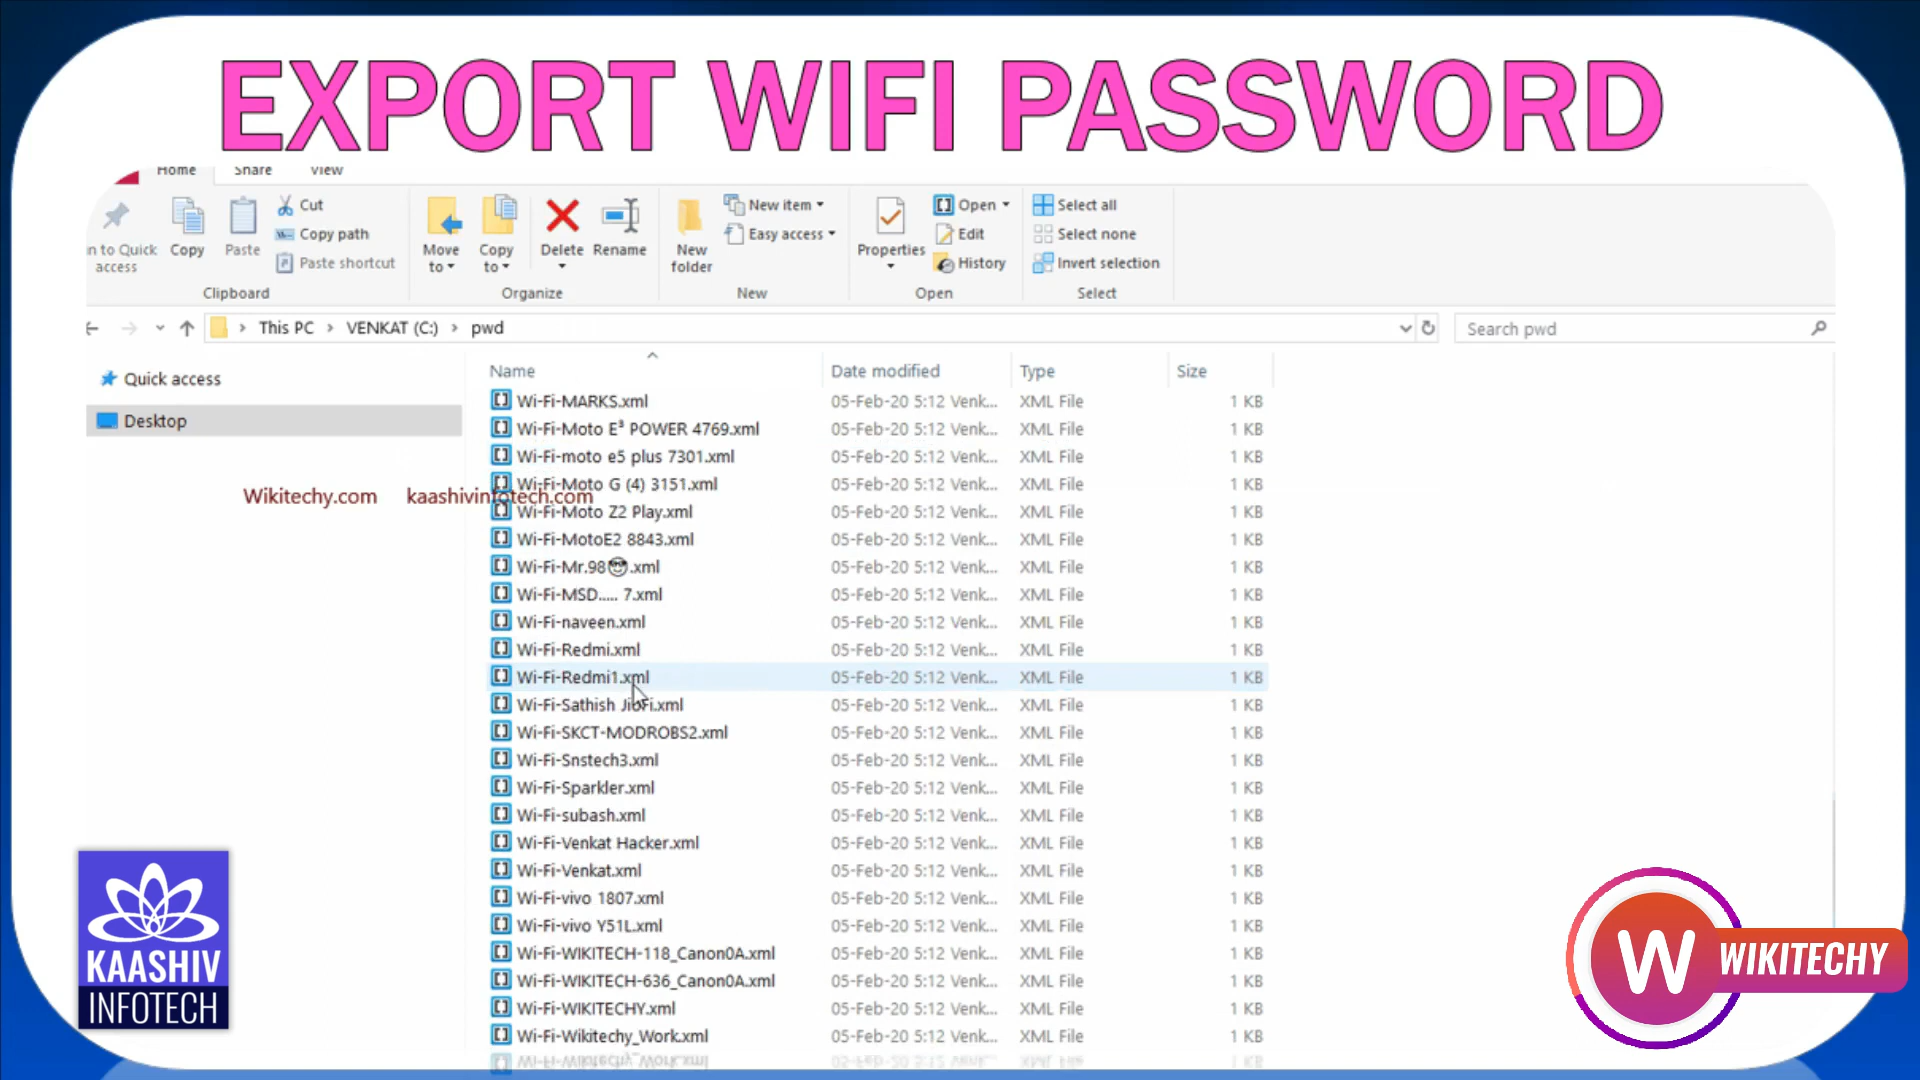 EXPORT WIFI PASSWORD
Home Share View
n to Quick access
Copy
Paste
Cut
Copy path
Paste shortcut
Clipboard
Move to
Copy to
Delete
Rename
Organize
New folder
New item
Easy access
New
Properties
Open
Edit
History
Open
Select all
Select none
Invert selection
Select
This PC > VENKAT (C:) > pwd
Search pwd
Quick access
Desktop
Wikitechy.com kaashivinfotech.com
Name Date modified Type Size
Wi-Fi-MARKS.xml 05-Feb-20 5:12 Venk... XML File 1 KB
Wi-Fi-Moto E³ POWER 4769.xml 05-Feb-20 5:12 Venk... XML File 1 KB
Wi-Fi-moto e5 plus 7301.xml 05-Feb-20 5:12 Venk... XML File 1 KB
Wi-Fi-Moto G (4) 3151.xml 05-Feb-20 5:12 Venk... XML File 1 KB
Wi-Fi-Moto Z2 Play.xml 05-Feb-20 5:12 Venk... XML File 1 KB
Wi-Fi-MotoE2 8843.xml 05-Feb-20 5:12 Venk... XML File 1 KB
Wi-Fi-Mr.98😎.xml 05-Feb-20 5:12 Venk... XML File 1 KB
Wi-Fi-MSD..... 7.xml 05-Feb-20 5:12 Venk... XML File 1 KB
Wi-Fi-naveen.xml 05-Feb-20 5:12 Venk... XML File 1 KB
Wi-Fi-Redmi.xml 05-Feb-20 5:12 Venk... XML File 1 KB
Wi-Fi-Redmi1.xml 05-Feb-20 5:12 Venk... XML File 1 KB
Wi-Fi-Sathish JioFi.xml 05-Feb-20 5:12 Venk... XML File 1 KB
Wi-Fi-SKCT-MODROBS2.xml 05-Feb-20 5:12 Venk... XML File 1 KB
Wi-Fi-Snstech3.xml 05-Feb-20 5:12 Venk... XML File 1 KB
Wi-Fi-Sparkler.xml 05-Feb-20 5:12 Venk... XML File 1 KB
Wi-Fi-subash.xml 05-Feb-20 5:12 Venk... XML File 1 KB
Wi-Fi-Venkat Hacker.xml 05-Feb-20 5:12 Venk... XML File 1 KB
Wi-Fi-Venkat.xml 05-Feb-20 5:12 Venk... XML File 1 KB
Wi-Fi-vivo 1807.xml 05-Feb-20 5:12 Venk... XML File 1 KB
Wi-Fi-vivo Y51L.xml 05-Feb-20 5:12 Venk... XML File 1 KB
Wi-Fi-WIKITECH-118_Canon0A.xml 05-Feb-20 5:12 Venk... XML File 1 KB
Wi-Fi-WIKITECH-636_Canon0A.xml 05-Feb-20 5:12 Venk... XML File 1 KB
Wi-Fi-WIKITECHY.xml 05-Feb-20 5:12 Venk... XML File 1 KB
Wi-Fi-Wikitechy_Work.xml 05-Feb-20 5:12 Venk... XML File 1 KB
KAASHIV
INFOTECH
W WIKITECHY